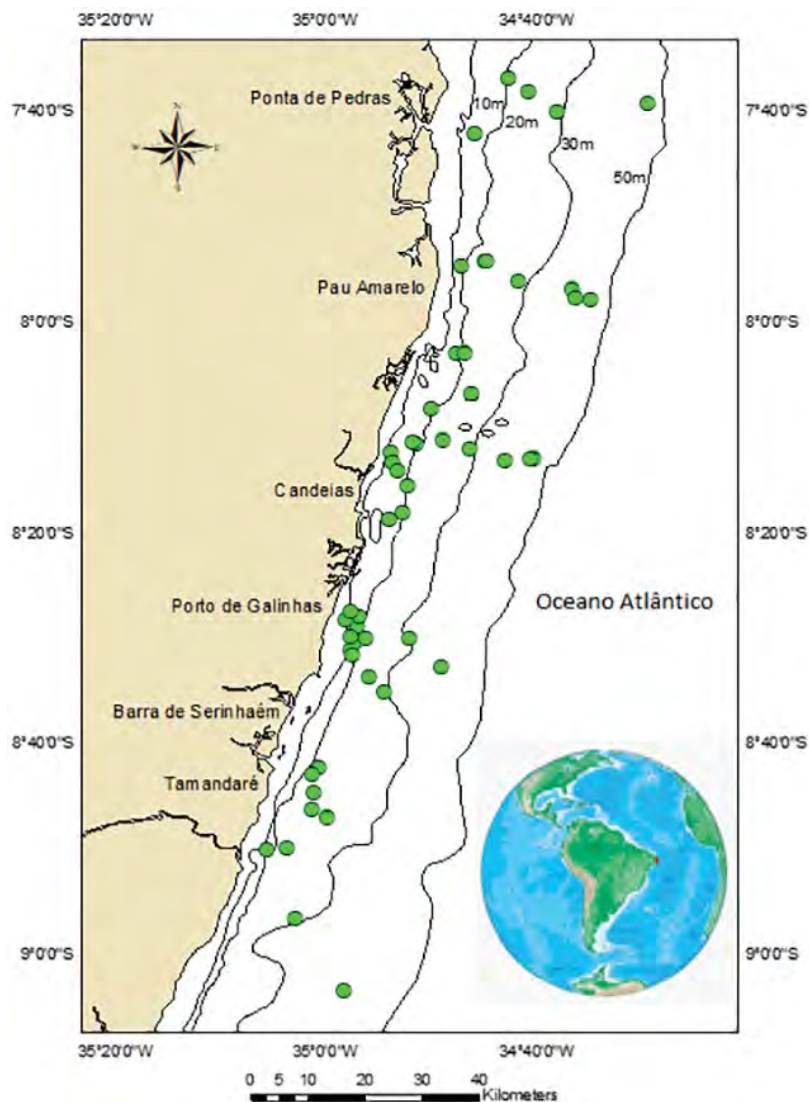 35°20'0"W 35°0'0"W 34°40'0"W
Ponta de Pedras
7°40'0"S 7°40'0"S
10m
20m
30m
50m
N
W E
S
Pau Amarelo
8°0'0"S 8°0'0"S
Candeias
8°20'0"S 8°20'0"S
Porto de Galinhas
Oceano Atlântico
Barra de Serinhaém
8°40'0"S 8°40'0"S
Tamandaré
9°0'0"S 9°0'0"S
35°20'0"W 35°0'0"W 34°40'0"W
0 5 10 20 30 40
Kilometers